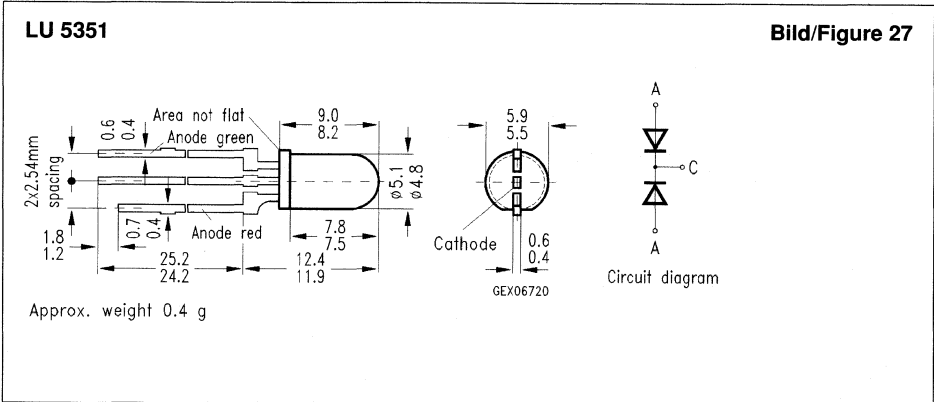 LU 5351
Bild/Figure 27
Area not flat
Anode green
0.6
0.4
2x2.54mm
spacing
0.7
0.4
Anode red
1.8
1.2
25.2
24.2
9.0
8.2
ø5.1
ø4.8
7.8
7.5
12.4
11.9
5.9
5.5
Cathode
0.6
0.4
GEX06720
A
C
A
Circuit diagram
Approx. weight 0.4 g